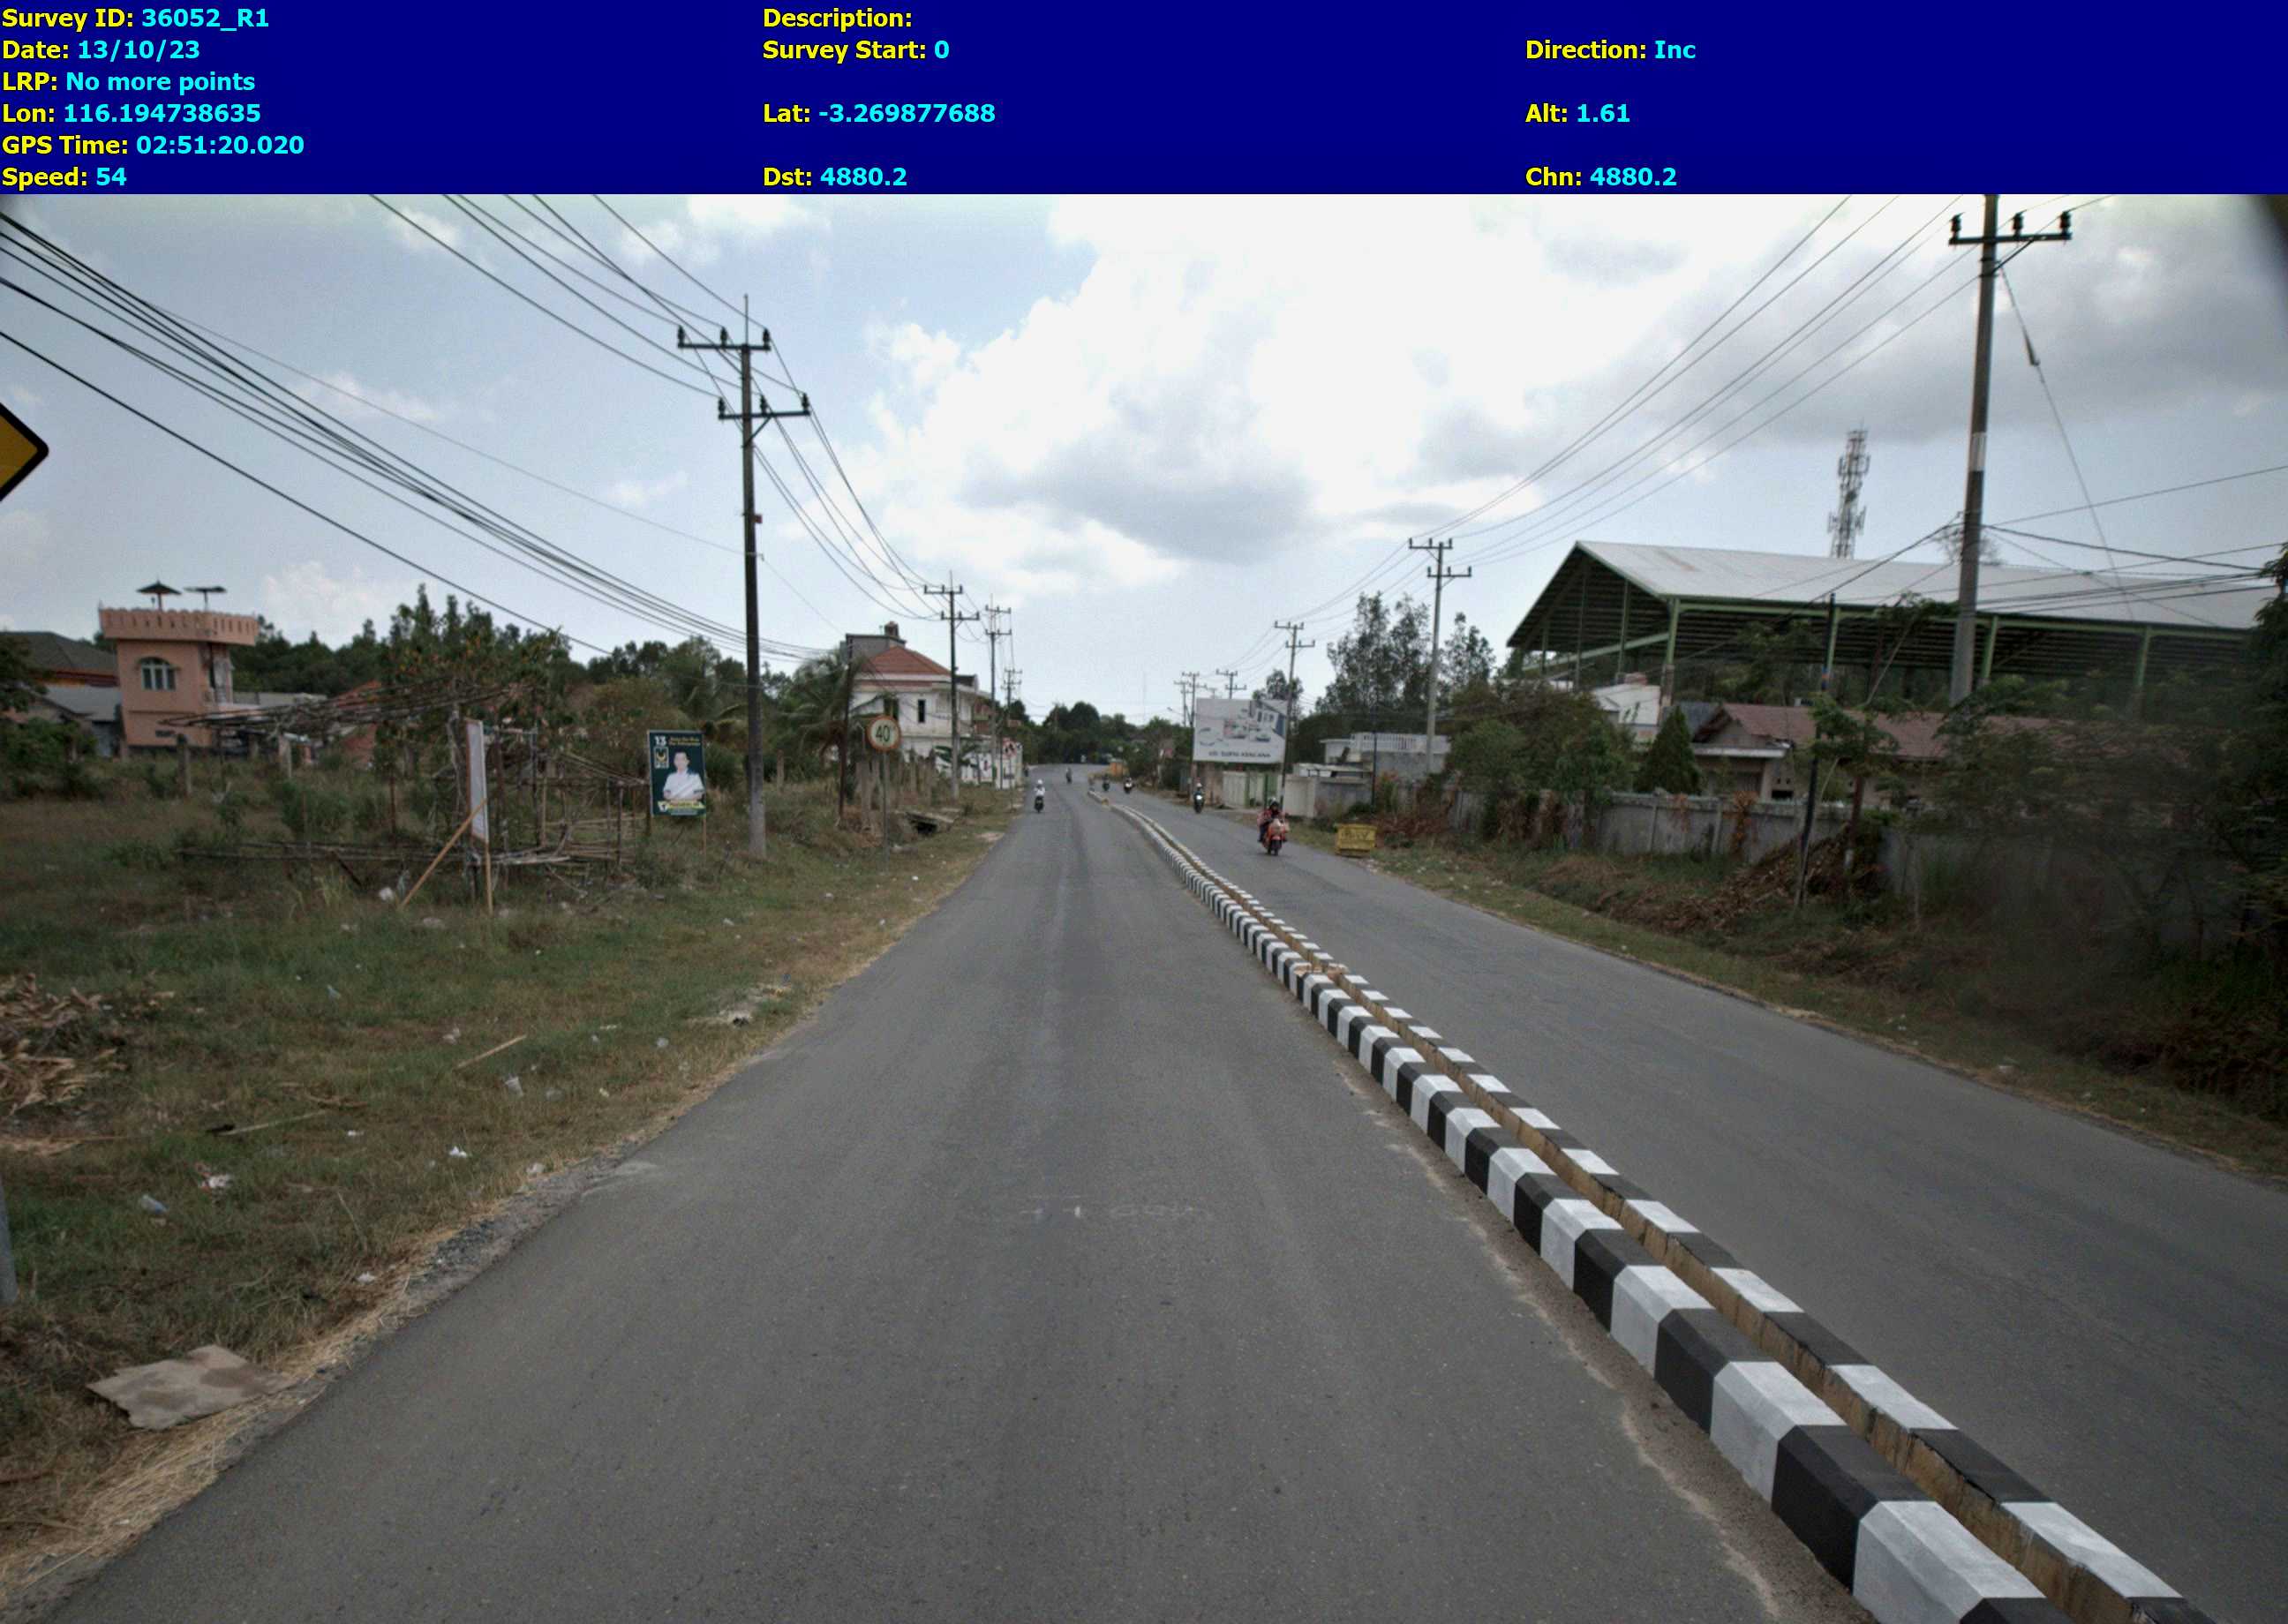 Survey ID: 36052_R1
Description:
Date: 13/10/23
Survey Start: 0
Direction: Inc
LRP: No more points
Lon: 116.194738635
Lat: -3.269877688
Alt: 1.61
GPS Time: 02:51:20.020
Speed: 54
Dst: 4880.2
Chn: 4880.2
40
13